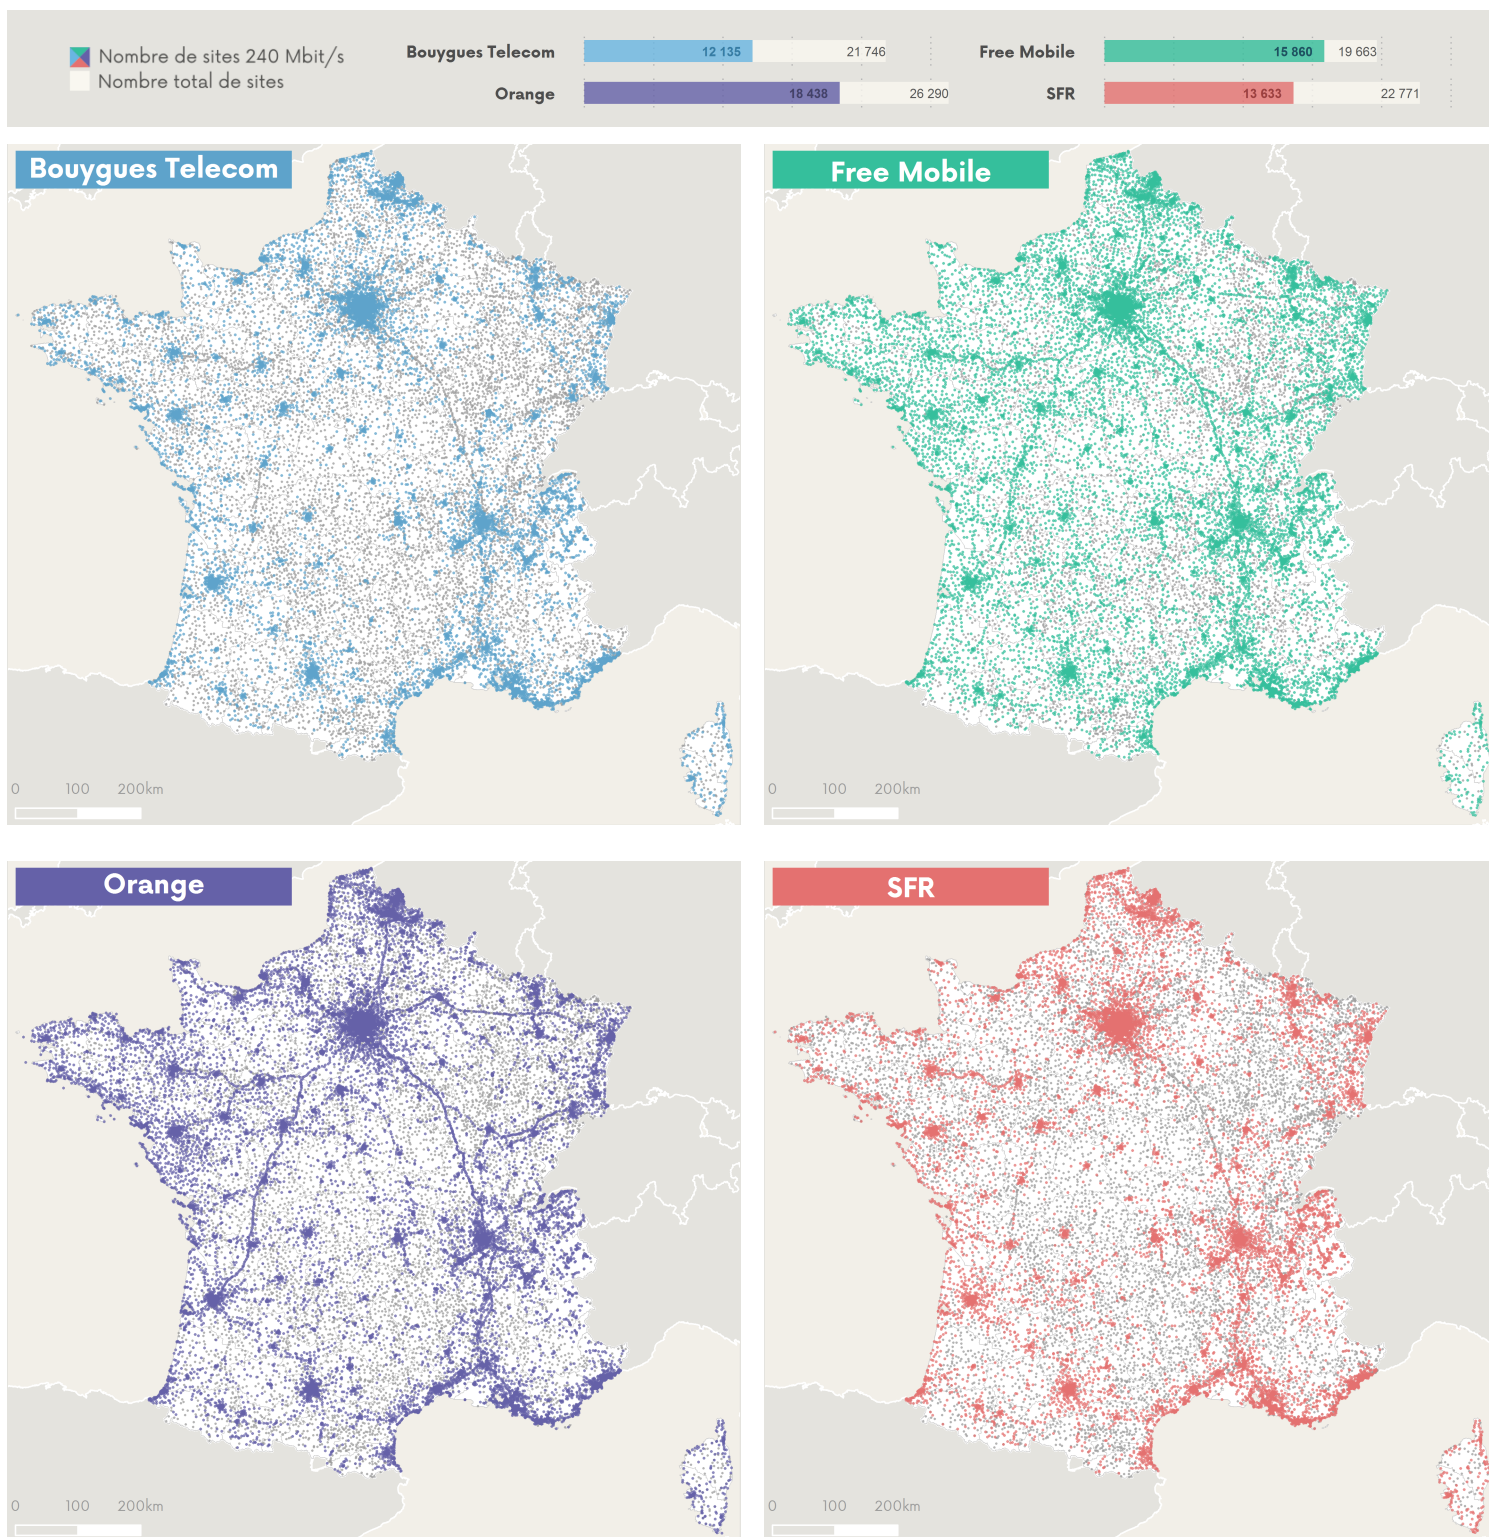 Nombre de sites 240 Mbit/s
Nombre total de sites
Bouygues Telecom 12 135 21 746
Orange 18 438 26 290
Free Mobile 15 860 19 663
SFR 13 633 22 771
Bouygues Telecom
0 100 200km
Free Mobile
0 100 200km
Orange
0 100 200km
SFR
0 100 200km